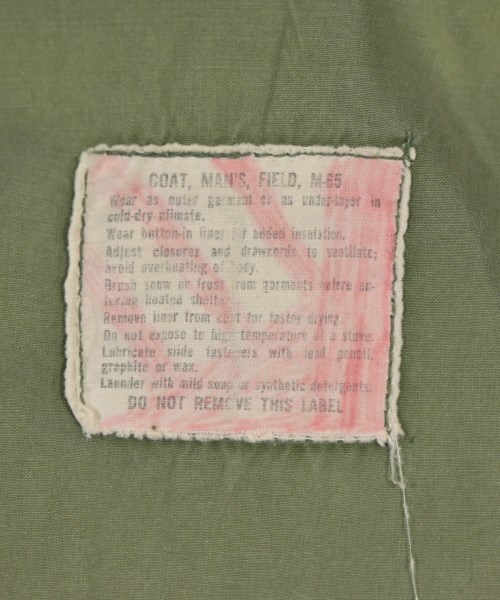 COAT, MAN'S, FIELD, M-65
Wear as outer garment or as under-layer in
cold-dry climate.
Wear button-in liner for added insulation.
Adjust closures and drawcords to ventilate;
avoid overheating of body.
Brush snow or frost from garments before en-
tering heated shelter.
Remove liner from coat for faster drying.
Do not expose to high temperature of a stove.
Lubricate slide fasteners with lead pencil,
graphite or wax.
Launder with mild soap or synthetic detergents.
DO NOT REMOVE THIS LABEL